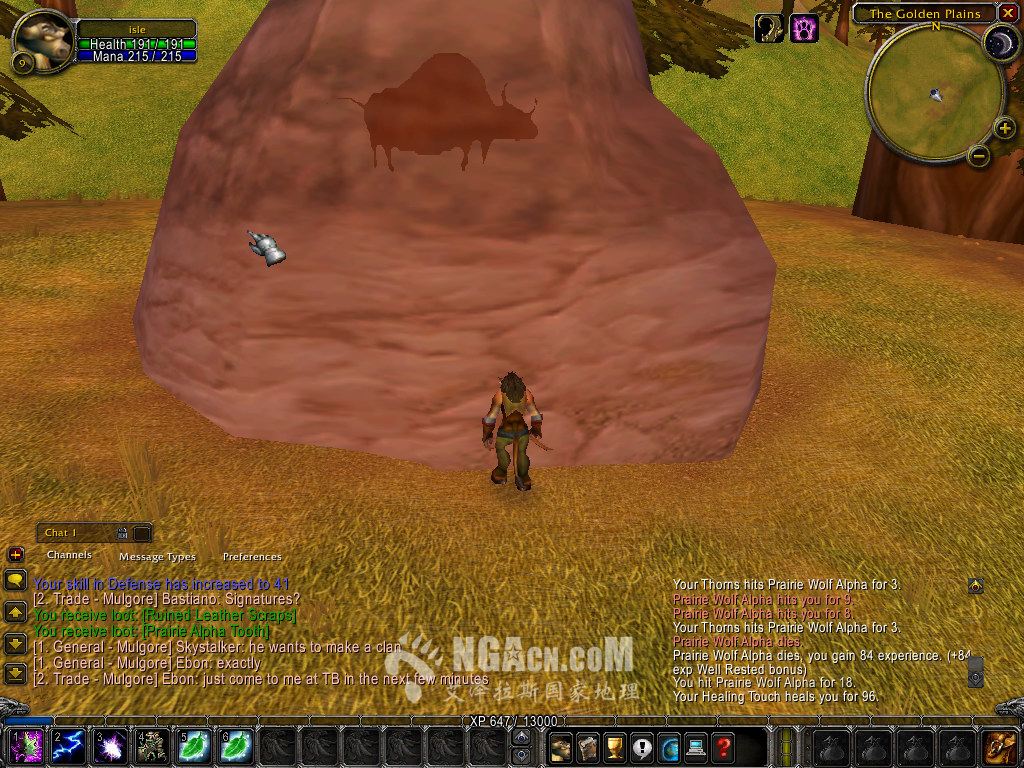 isle
The Golden Plains
Health 191 / 191
N
Mana 215 / 215
9
Chat 1
Channels Message Types Preferences
Your skill in Defense has increased to 41
[2. Trade - Mulgore] Bastiano: Signatures?
You receive loot: [Ruined Leather Scraps]
You receive loot: [Prairie Alpha Tooth]
[1. General - Mulgore] Skystalker: he wants to make a clan
[1. General - Mulgore] Ebon: exactly
[2. Trade - Mulgore] Ebon: just come to me at TB in the next few minutes
Your Thorns hits Prairie Wolf Alpha for 3.
Prairie Wolf Alpha hits you for 9.
Prairie Wolf Alpha hits you for 8.
Your Thorns hits Prairie Wolf Alpha for 3.
Prairie Wolf Alpha dies.
Prairie Wolf Alpha dies, you gain 84 experience. (+84
exp Well Rested bonus)
You hit Prairie Wolf Alpha for 18.
Your Healing Touch heals you for 96.
NGACN.COM
艾泽拉斯国家地理
XP 647 / 13000
1 2 3 4 5 6